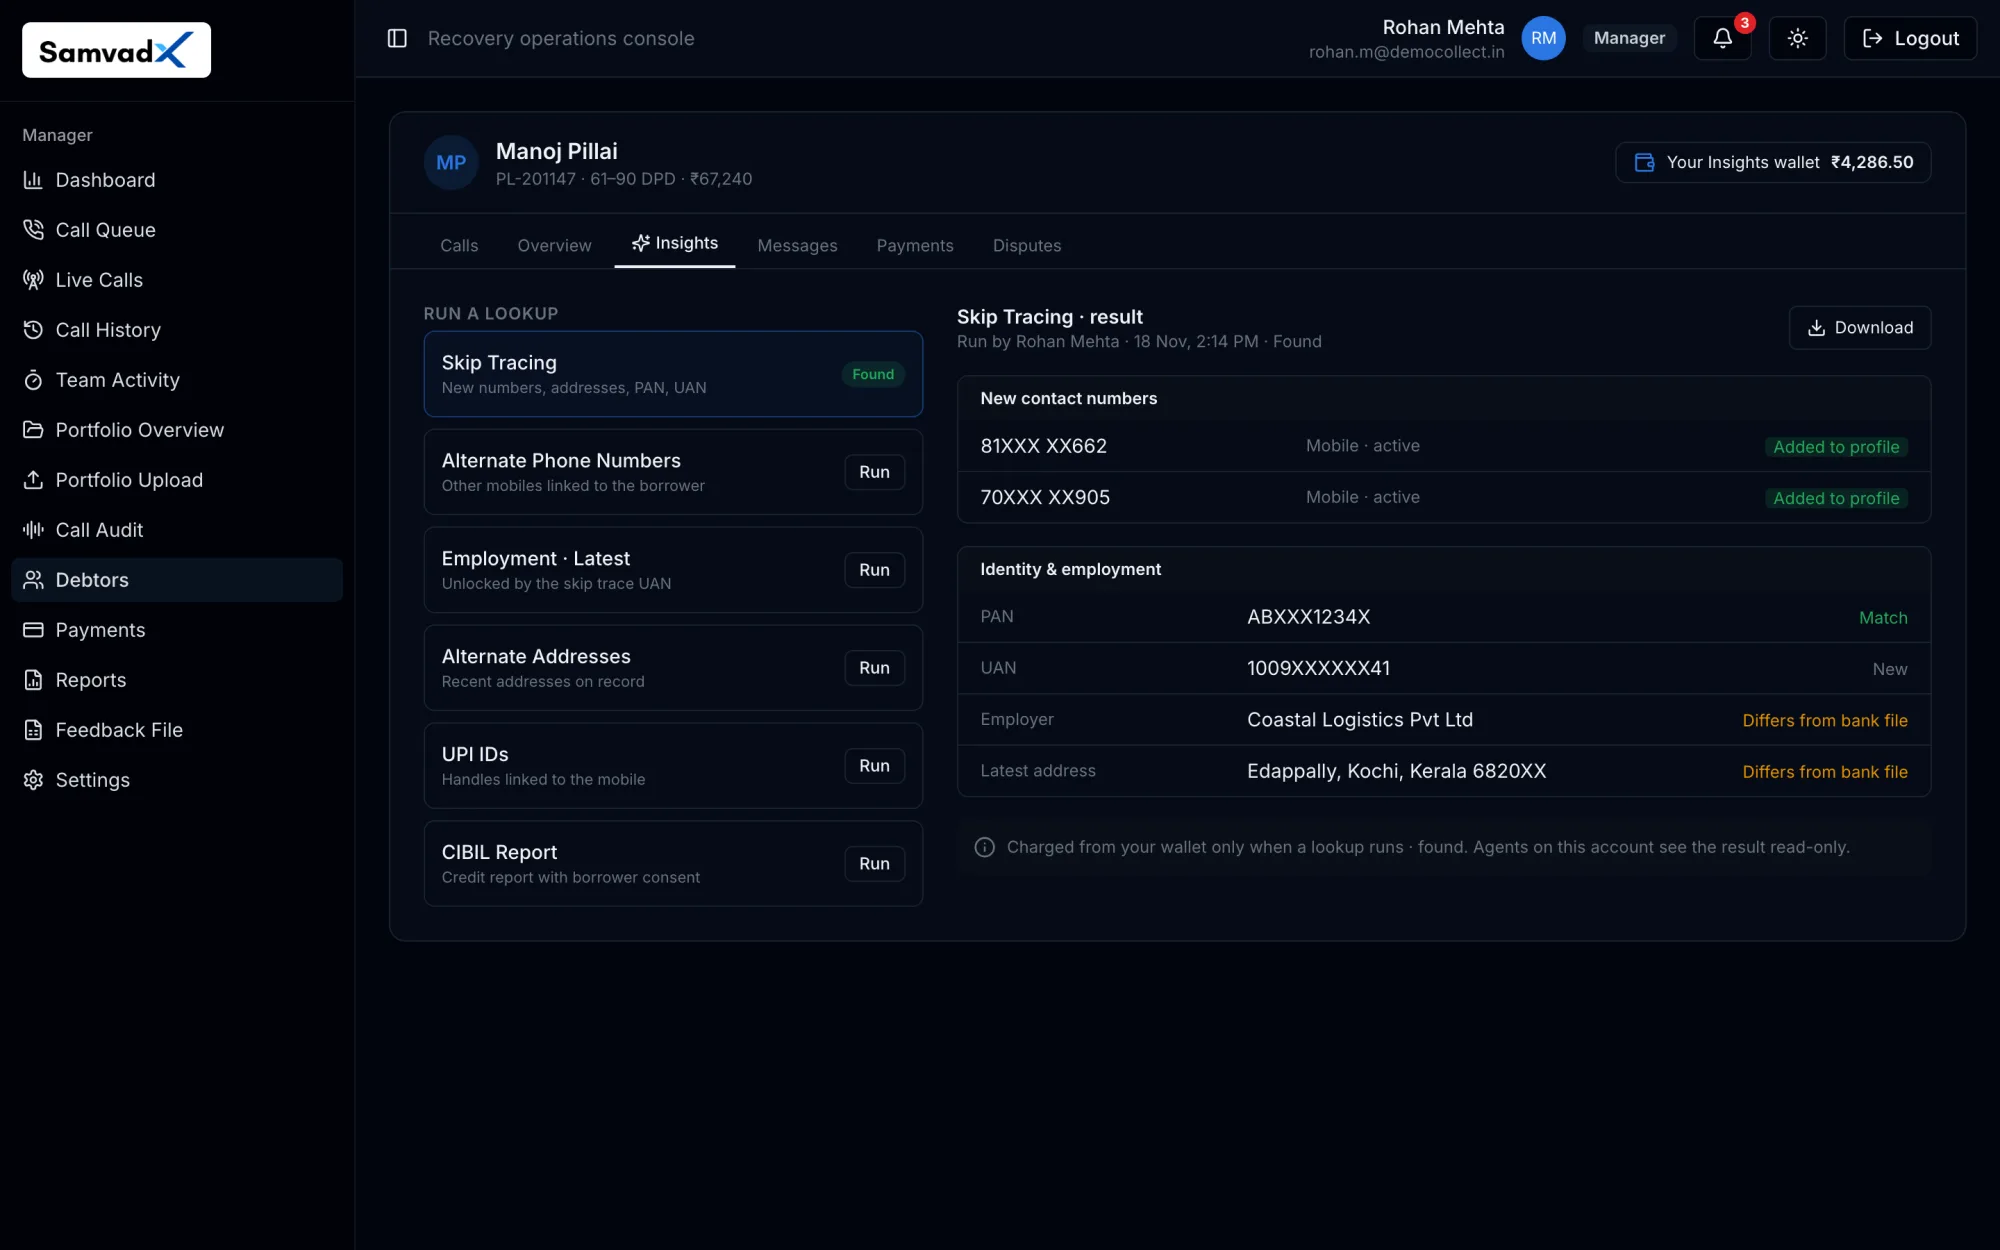 SamvadX
Recovery operations console
Rohan Mehta
rohan.m@democollect.in
RM
Manager
3
Logout
Manager
Dashboard
Call Queue
Live Calls
Call History
Team Activity
Portfolio Overview
Portfolio Upload
Call Audit
Debtors
Payments
Reports
Feedback File
Settings
MP
Manoj Pillai
PL-201147 · 61–90 DPD · ₹67,240
Your Insights wallet ₹4,286.50
Calls
Overview
Insights
Messages
Payments
Disputes
RUN A LOOKUP
Skip Tracing
New numbers, addresses, PAN, UAN
Found
Alternate Phone Numbers
Other mobiles linked to the borrower
Run
Employment · Latest
Unlocked by the skip trace UAN
Run
Alternate Addresses
Recent addresses on record
Run
UPI IDs
Handles linked to the mobile
Run
CIBIL Report
Credit report with borrower consent
Run
Skip Tracing · result
Run by Rohan Mehta · 18 Nov, 2:14 PM · Found
Download
New contact numbers
81XXX XX662 Mobile · active Added to profile
70XXX XX905 Mobile · active Added to profile
Identity & employment
PAN ABXXX1234X Match
UAN 1009XXXXXX41 New
Employer Coastal Logistics Pvt Ltd Differs from bank file
Latest address Edappally, Kochi, Kerala 6820XX Differs from bank file
Charged from your wallet only when a lookup runs · found. Agents on this account see the result read-only.